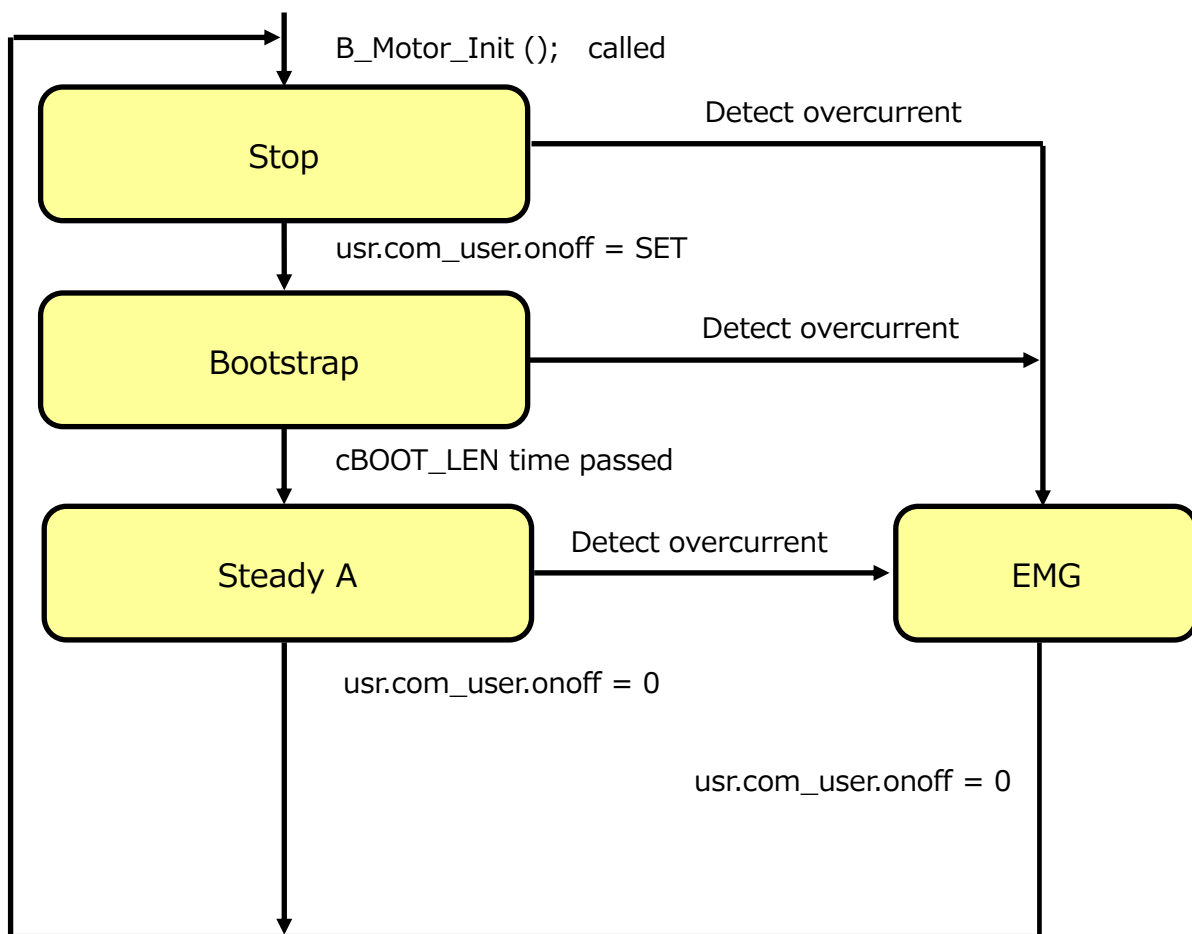 B_Motor_Init ();   called
Detect overcurrent
Stop
usr.com_user.onoff = SET
Detect overcurrent
Bootstrap
cBOOT_LEN time passed
Detect overcurrent
Steady A
EMG
usr.com_user.onoff = 0
usr.com_user.onoff = 0